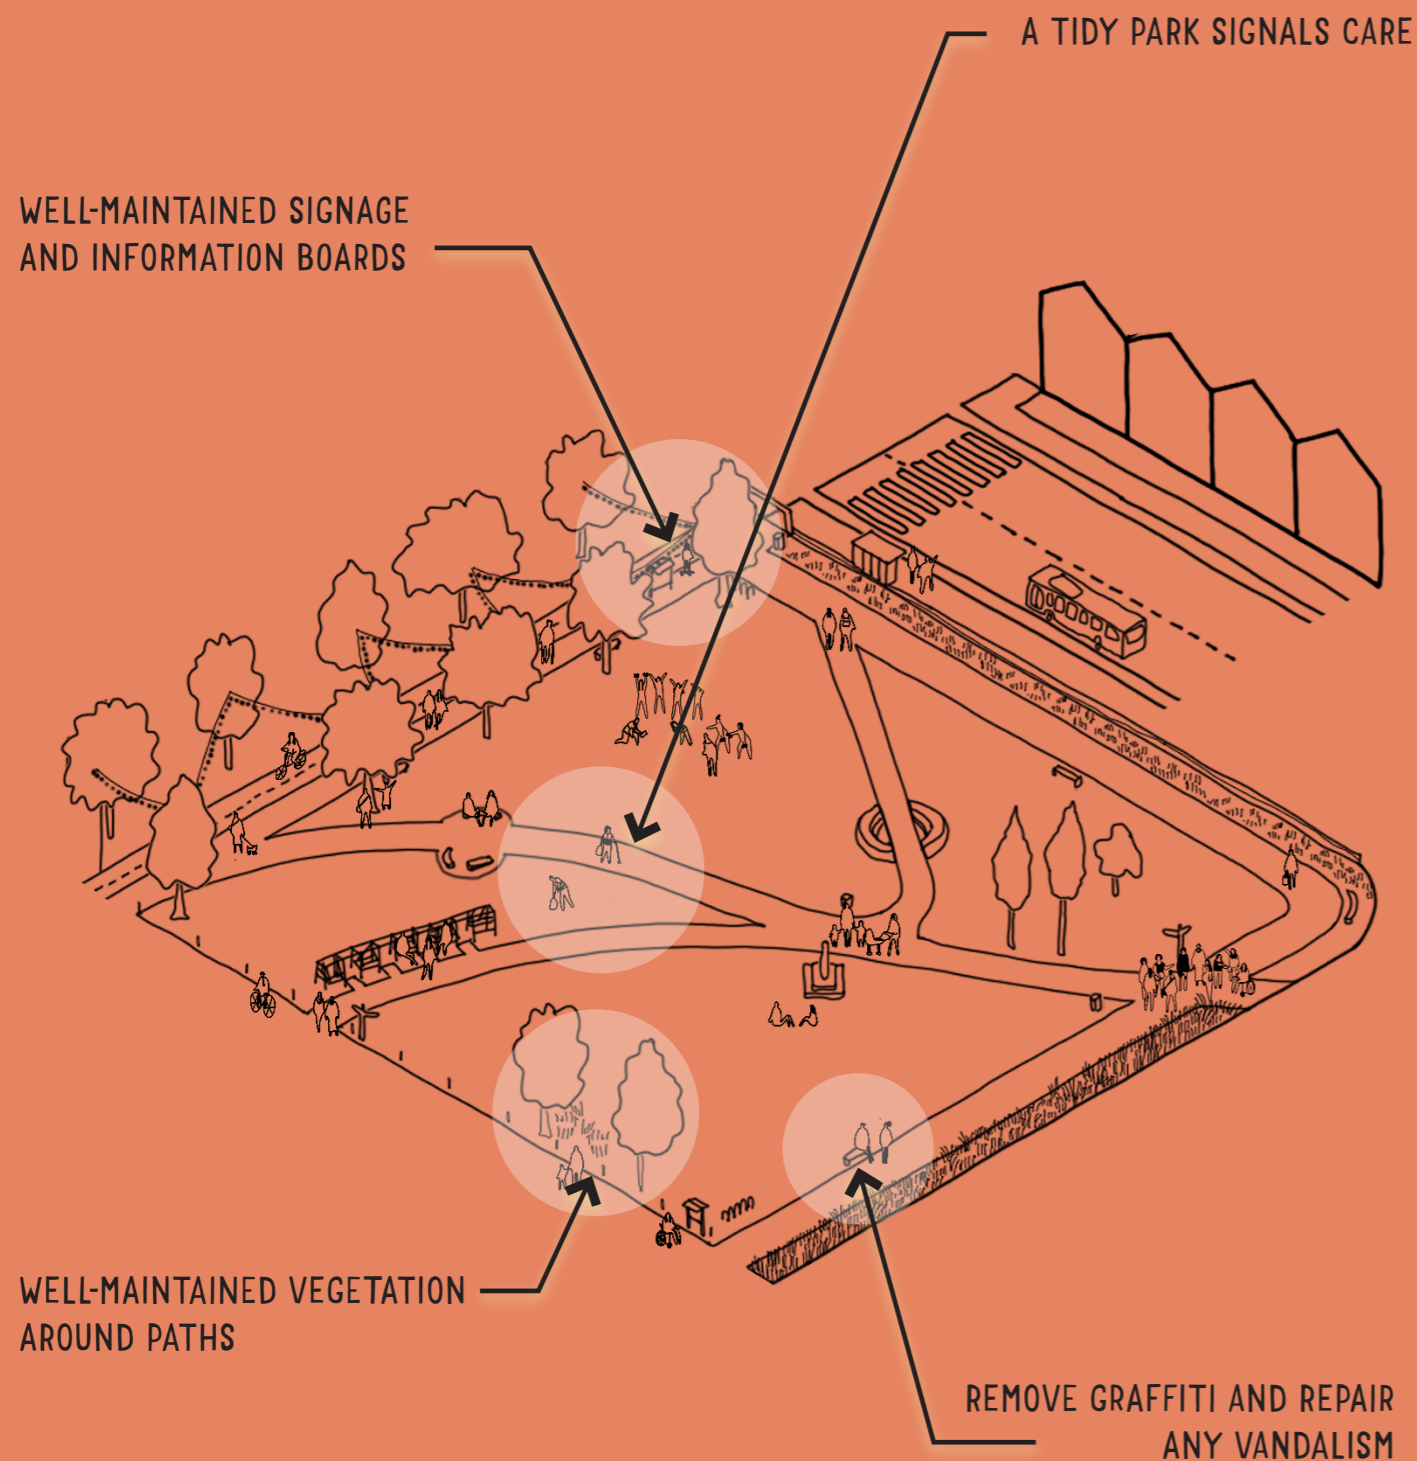 A TIDY PARK SIGNALS CARE
WELL-MAINTAINED SIGNAGE
AND INFORMATION BOARDS
WELL-MAINTAINED VEGETATION
AROUND PATHS
REMOVE GRAFFITI AND REPAIR
ANY VANDALISM